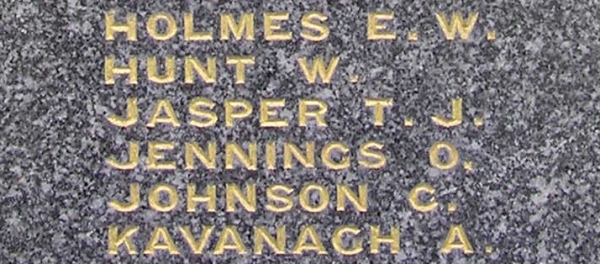 HOLMES E. W.
HUNT W.
JASPER T. J.
JENNINGS O.
JOHNSON C.
KAVANAGH A.